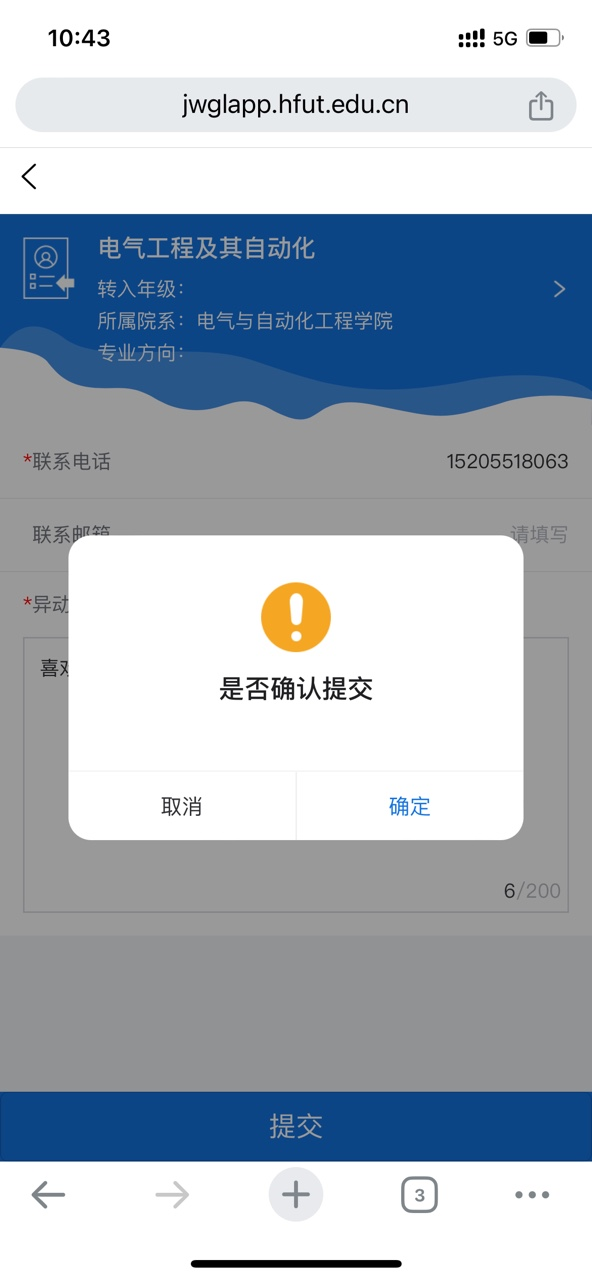 10:43
5G
jwglapp.hfut.edu.cn
电气工程及其自动化
转入年级：
所属院系：电气与自动化工程学院
专业方向：
*联系电话 15205518063
联系邮箱 请填写
*异动
喜
是否确认提交
取消 确定
6/200
提交
3